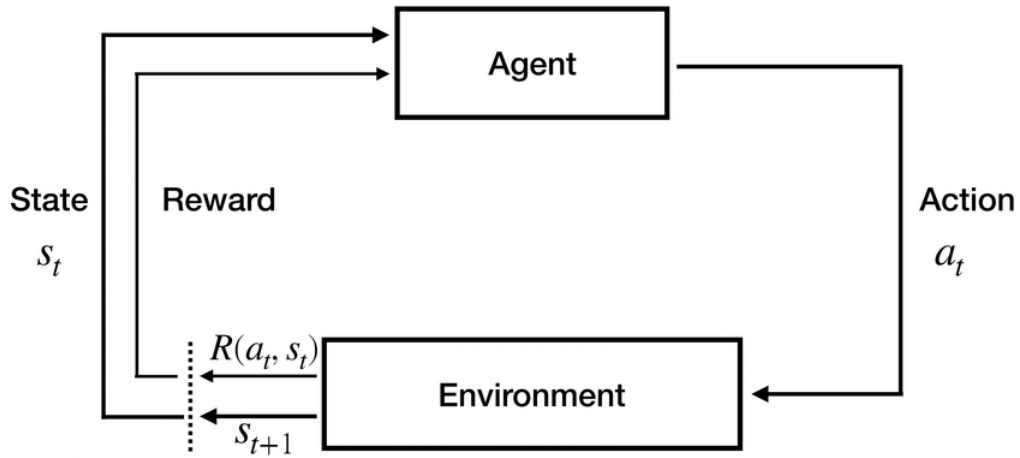 Agent
State
Reward
Action
s_t
a_t
R(a_t, s_t)
Environment
s_{t+1}